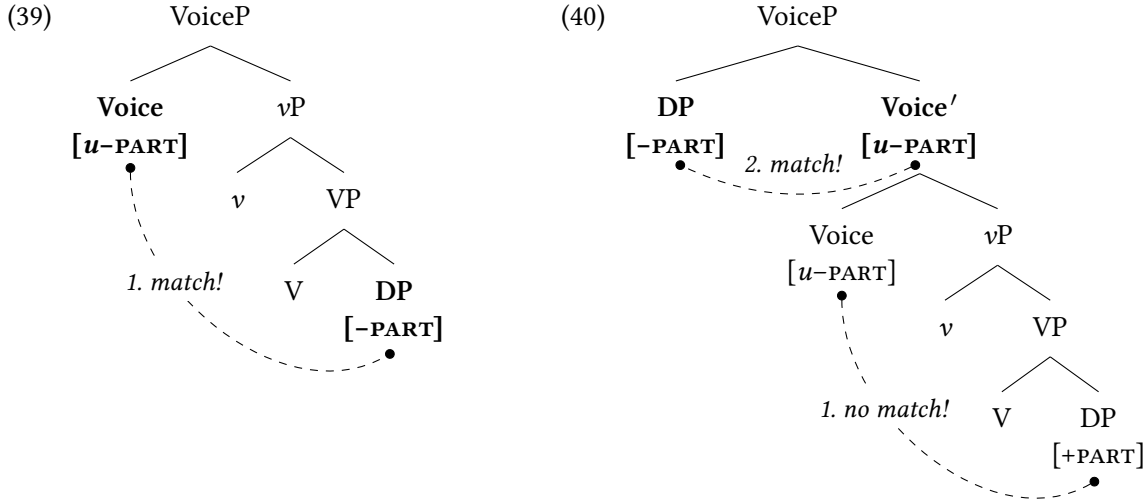 (39)
VoiceP
Voice vP
[u–PART]
v VP
1. match!
V DP
[–PART]
(40)
VoiceP
DP Voice′
[–PART] [u–PART]
2. match!
Voice vP
[u–PART]
v VP
1. no match!
V DP
[+PART]